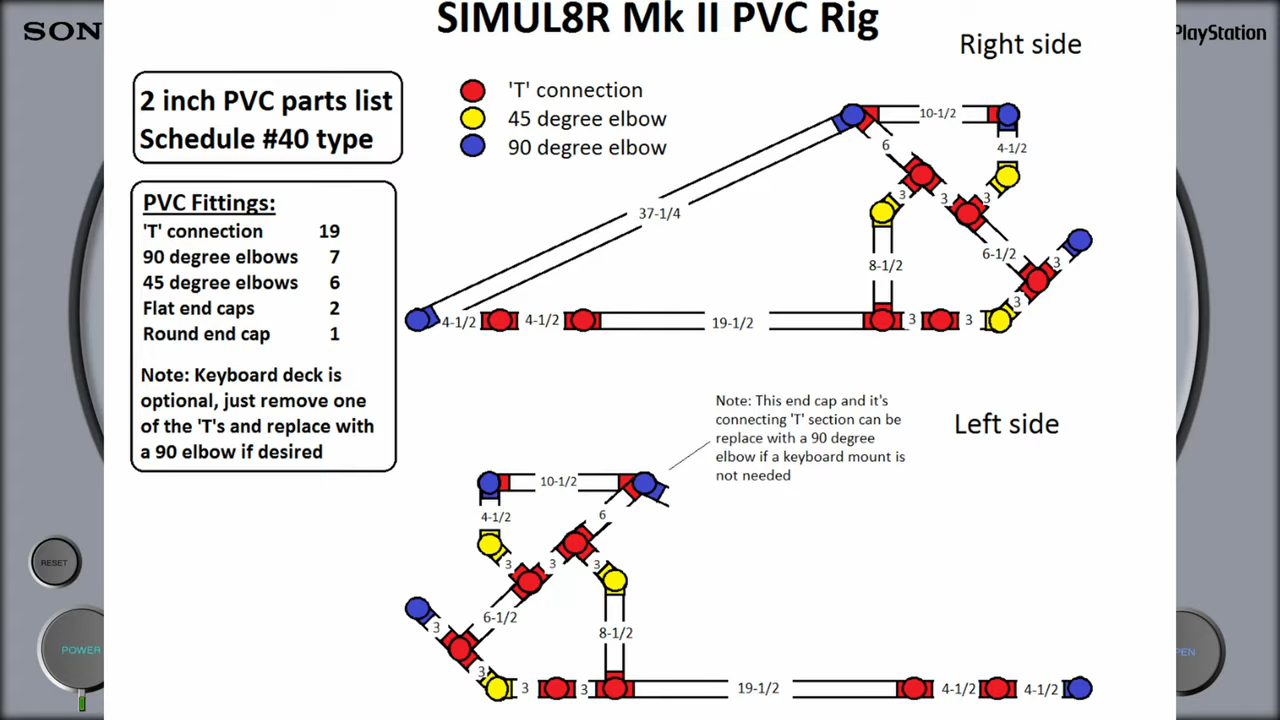 SIMUL8R Mk II PVC Rig
SON
PlayStation
Right side
2 inch PVC parts list
Schedule #40 type
'T' connection
45 degree elbow
90 degree elbow
PVC Fittings:
'T' connection 19
90 degree elbows 7
45 degree elbows 6
Flat end caps 2
Round end cap 1
Note: Keyboard deck is
optional, just remove one
of the 'T's and replace with
a 90 elbow if desired
10-1/2
6
4-1/2
3
3
3
37-1/4
8-1/2
6-1/2
3
3
4-1/2
4-1/2
19-1/2
3
3
Note: This end cap and it's
connecting 'T' section can be
replace with a 90 degree
elbow if a keyboard mount is
not needed
Left side
10-1/2
4-1/2
6
3
3
3
6-1/2
3
8-1/2
3
3
3
19-1/2
4-1/2
4-1/2
RESET
POWER
PEN